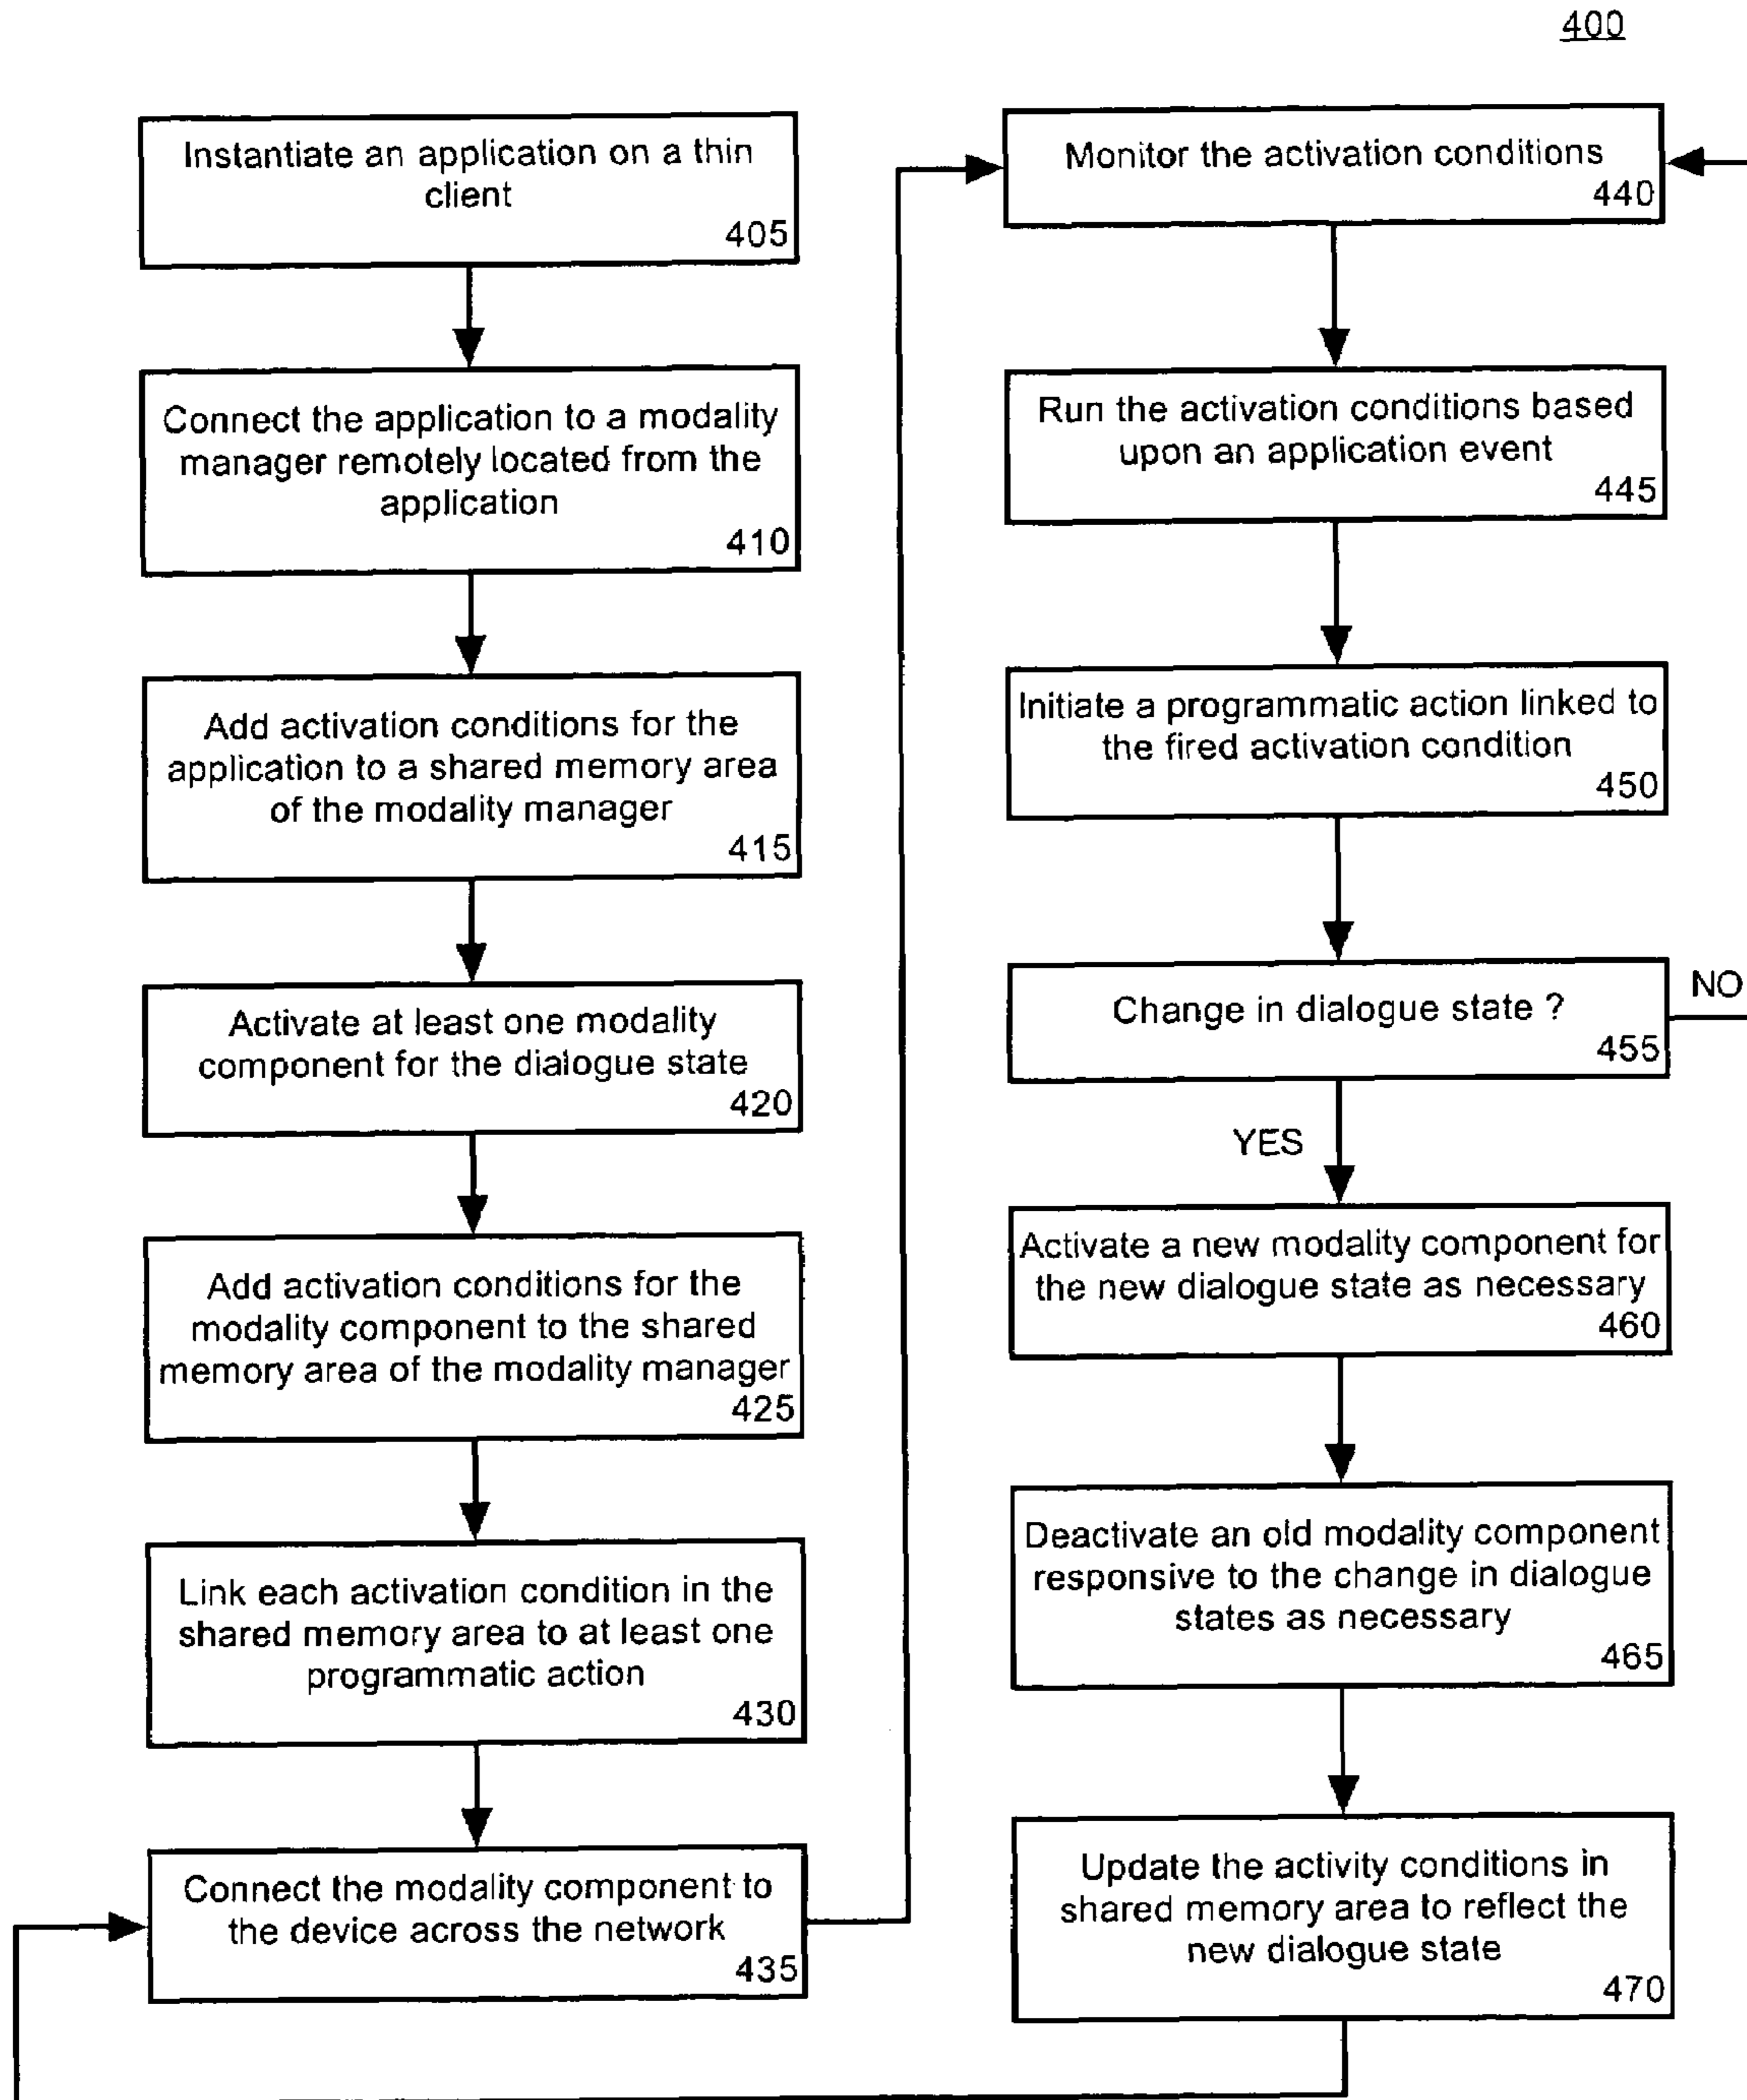 400
Instantiate an application on a thin
client
405
Connect the application to a modality
manager remotely located from the
application
410
Add activation conditions for the
application to a shared memory area
of the modality manager
415
Activate at least one modality
component for the dialogue state
420
Add activation conditions for the
modality component to the shared
memory area of the modality manager
425
Link each activation condition in the
shared memory area to at least one
programmatic action
430
Connect the modality component to
the device across the network
435
Monitor the activation conditions
440
Run the activation conditions based
upon an application event
445
Initiate a programmatic action linked to
the fired activation condition
450
Change in dialogue state ?
455
NO
YES
Activate a new modality component for
the new dialogue state as necessary
460
Deactivate an old modality component
responsive to the change in dialogue
states as necessary
465
Update the activity conditions in
shared memory area to reflect the
new dialogue state
470